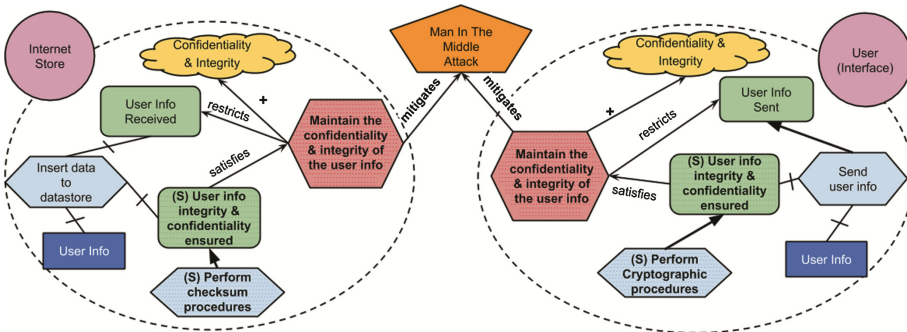 Internet
Store
Confidentiality
& Integrity
+
User Info
Received
restricts
Maintain the
confidentiality
& integrity of
the user info
mitigates
satisfies
Insert data
to
datastore
(S) User info
integrity &
confidentiality
ensured
User Info
(S) Perform
checksum
procedures
Man In The
Middle
Attack
mitigates
Confidentiality &
Integrity
+
User
(Interface)
User Info
Sent
restricts
Maintain the
confidentiality
& integrity of
the user info
satisfies
(S) User info
integrity &
confidentiality
ensured
Send
user info
User Info
(S) Perform
Cryptographic
procedures